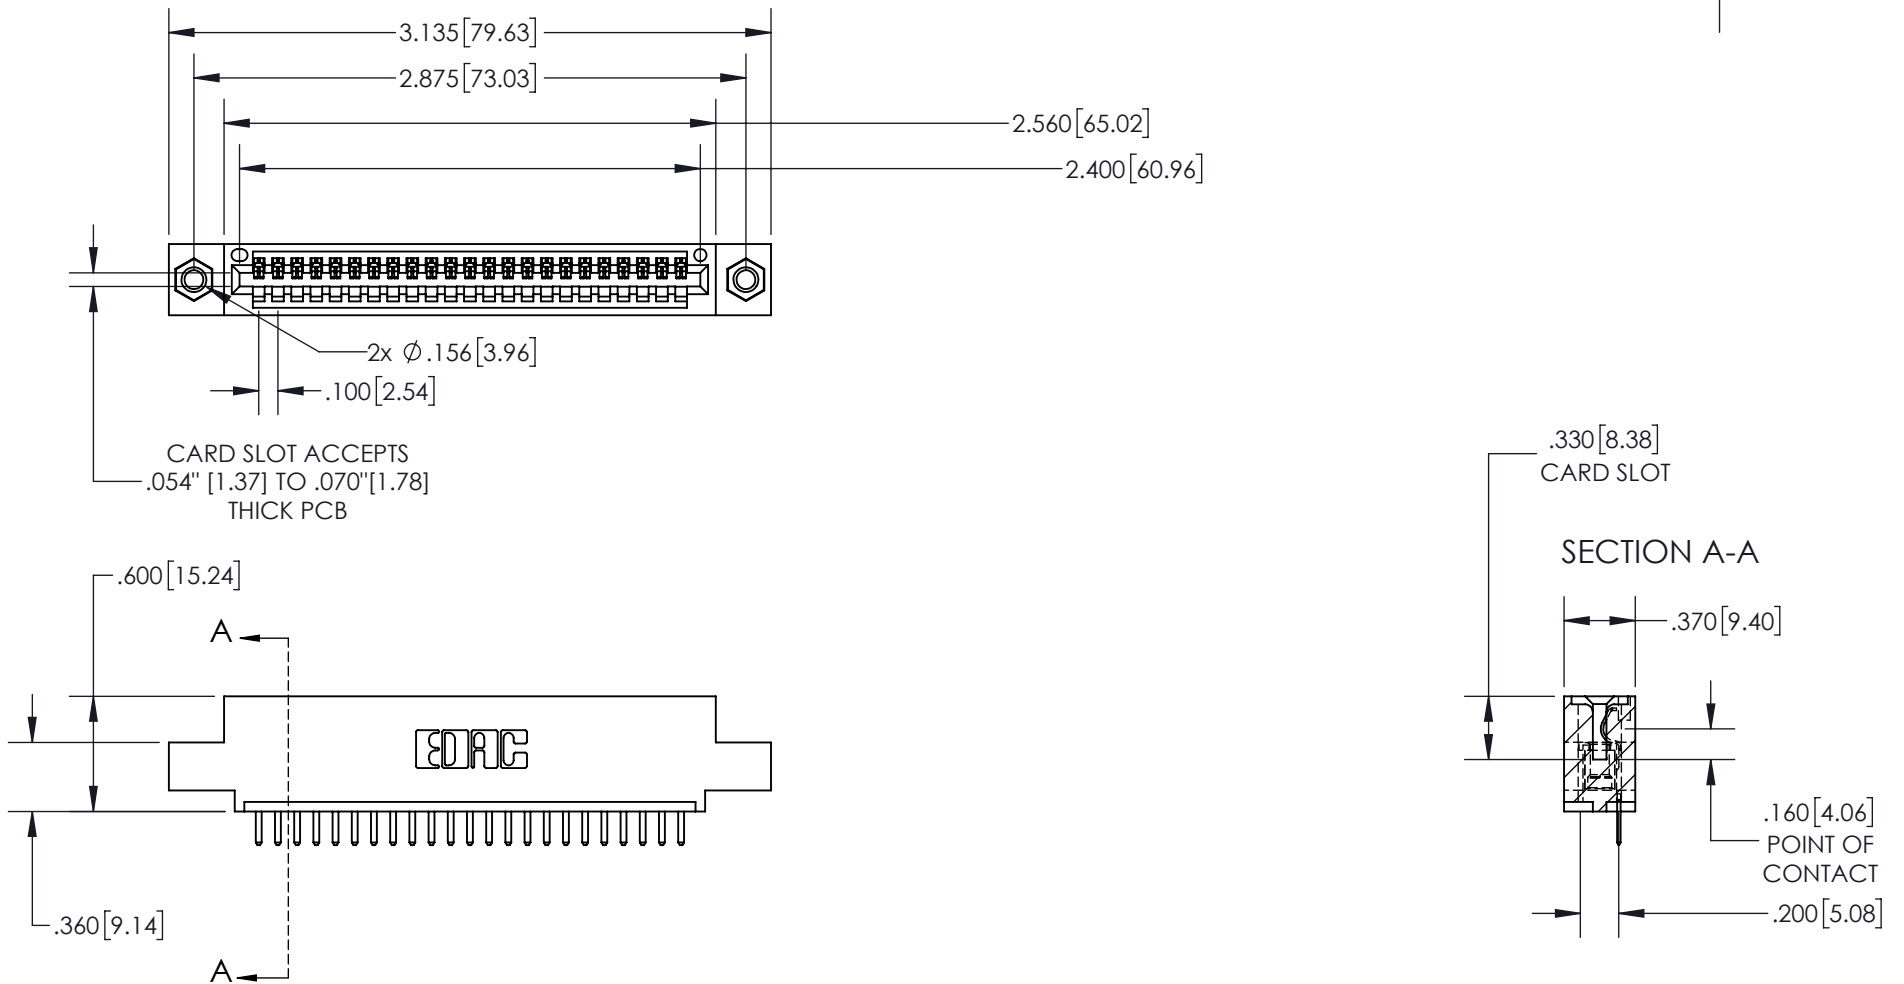 3.135[79.63]
2.875[73.03]
2.560[65.02]
2.400[60.96]
2x Ø.156[3.96]
.100[2.54]
CARD SLOT ACCEPTS
.054" [1.37] TO .070"[1.78]
THICK PCB
.330[8.38]
CARD SLOT
SECTION A-A
.600[15.24]
A
.370[9.40]
EDAC
.160[4.06]
POINT OF
CONTACT
.360[9.14]
.200[5.08]
A